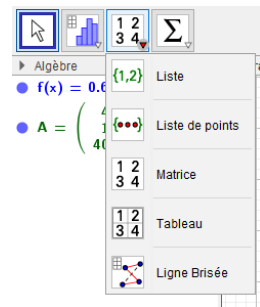 1 2
3 4
Σ
Algèbre
f(x) = 0.6
A =
4
1
40
{1,2} Liste
{•••} Liste de points
1 2
3 4 Matrice
1 2
3 4 Tableau
Ligne Brisée